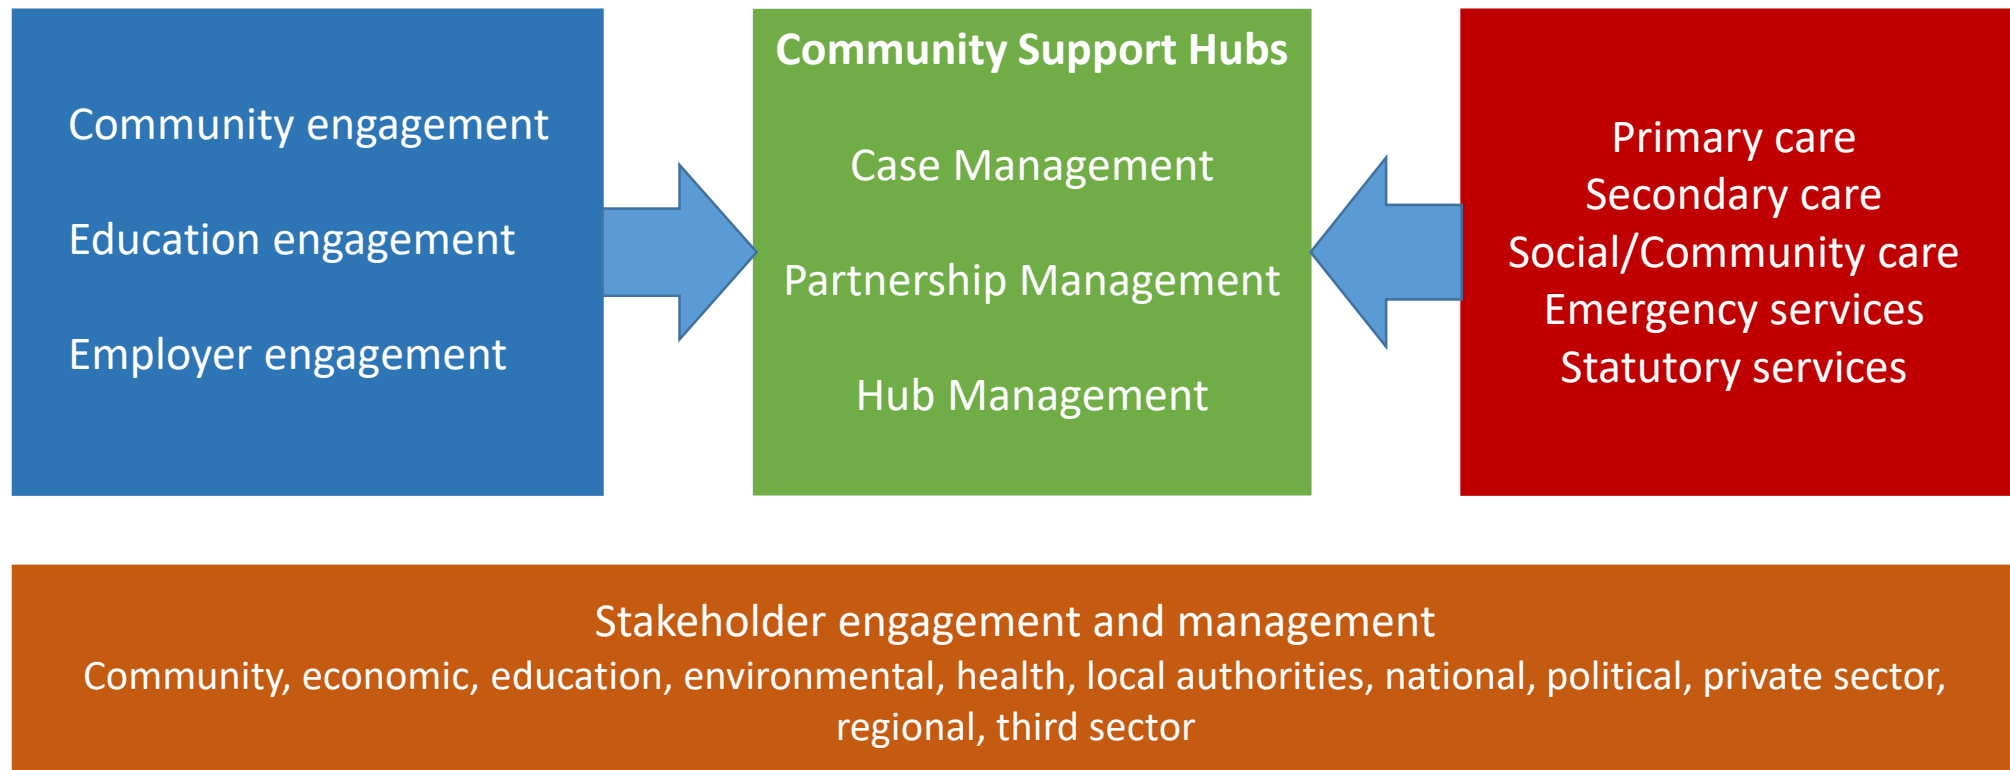 Community engagement
Education engagement
Employer engagement
Community Support Hubs
Case Management
Partnership Management
Hub Management
Primary care
Secondary care
Social/Community care
Emergency services
Statutory services
Stakeholder engagement and management
Community, economic, education, environmental, health, local authorities, national, political, private sector,
regional, third sector